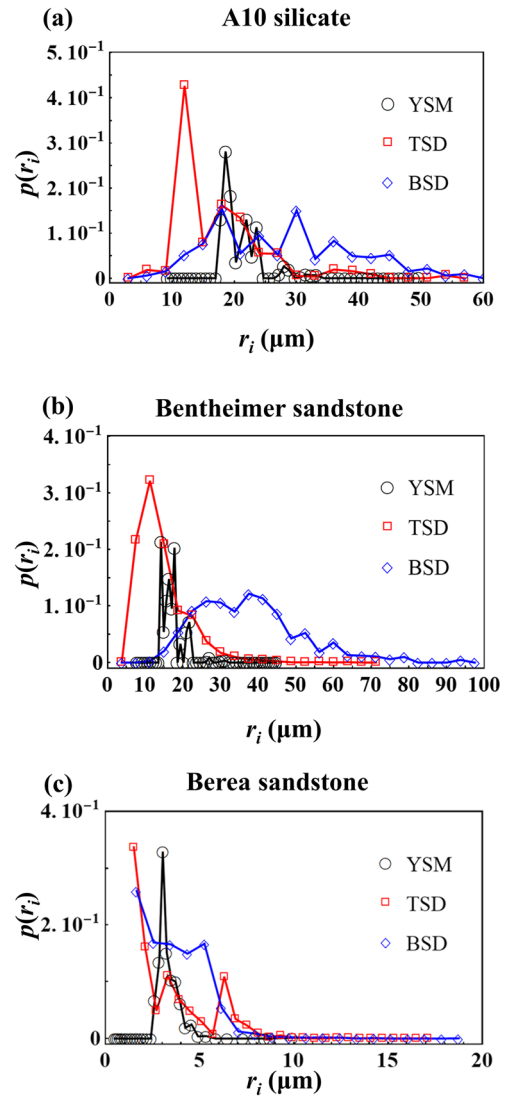 (a) A10 silicate
5. 10⁻¹
4. 10⁻¹
3. 10⁻¹
2. 10⁻¹
1. 10⁻¹
0
p(rᵢ)
YSM
TSD
BSD
0 10 20 30 40 50 60
rᵢ (μm)
(b) Bentheimer sandstone
4. 10⁻¹
3. 10⁻¹
2. 10⁻¹
1. 10⁻¹
0
p(rᵢ)
YSM
TSD
BSD
0 10 20 30 40 50 60 70 80 90 100
rᵢ (μm)
(c) Berea sandstone
4. 10⁻¹
2. 10⁻¹
0
p(rᵢ)
YSM
TSD
BSD
0 5 10 15 20
rᵢ (μm)